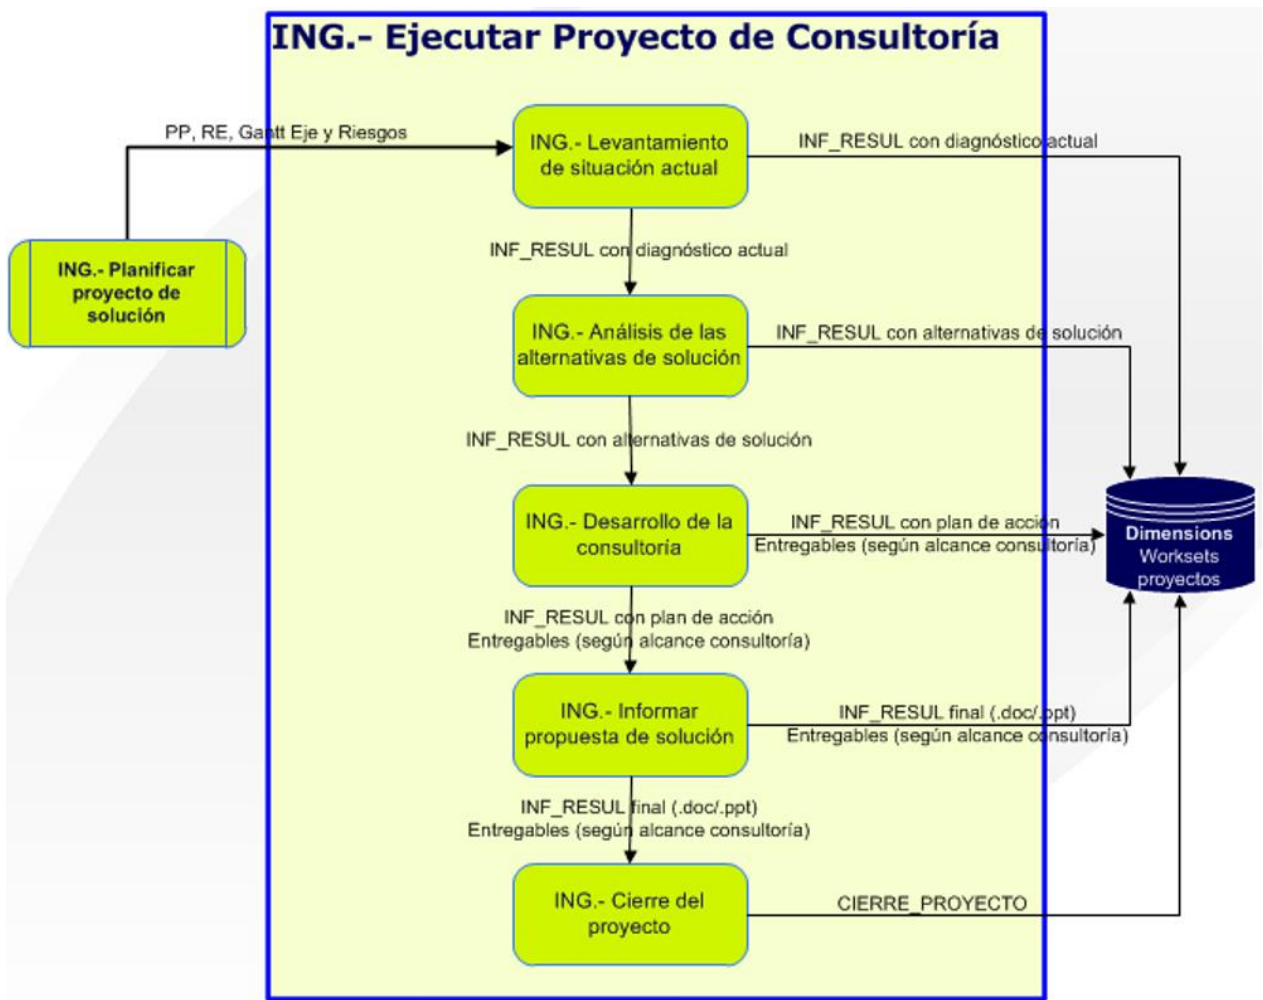 ING.- Ejecutar Proyecto de Consultoría
PP, RE, Gantt Eje y Riesgos
ING.- Levantamiento
de situación actual
INF_RESUL con diagnóstico actual
INF_RESUL con diagnóstico actual
ING.- Planificar
proyecto de
solución
ING.- Análisis de las
alternativas de solución
INF_RESUL con alternativas de solución
INF_RESUL con alternativas de solución
ING.- Desarrollo de la
consultoría
INF_RESUL con plan de acción
Entregables (según alcance consultoría)
Dimensions
Worksets
proyectos
INF_RESUL con plan de acción
Entregables (según alcance consultoría)
ING.- Informar
propuesta de solución
INF_RESUL final (.doc/.ppt)
Entregables (según alcance consultoría)
INF_RESUL final (.doc/.ppt)
Entregables (según alcance consultoría)
ING.- Cierre del
proyecto
CIERRE_PROYECTO